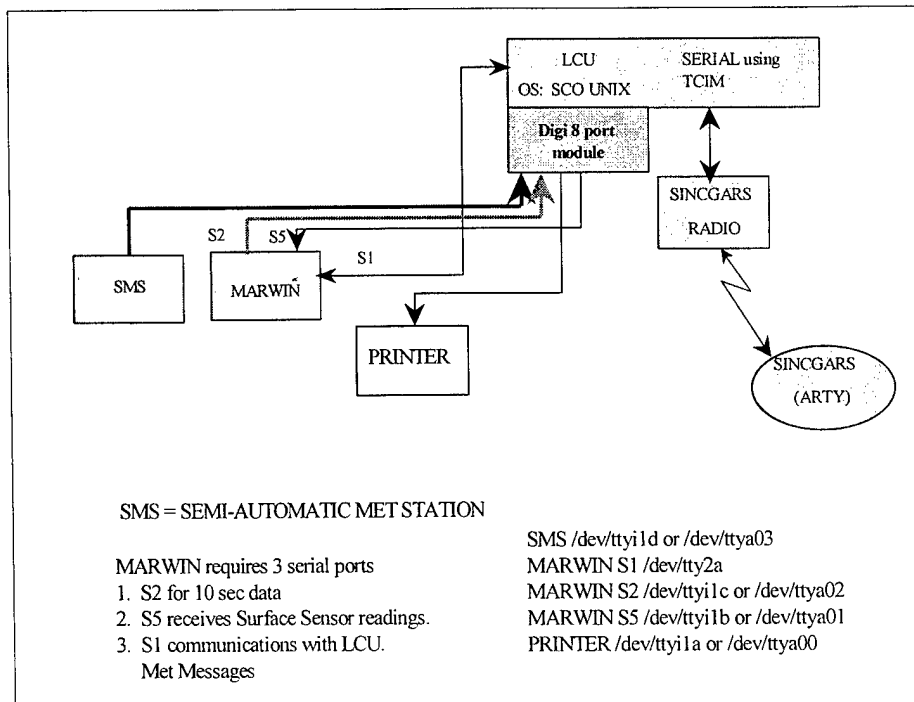 LCU
OS: SCO UNIX
SERIAL using
TCIM
Digi 8 port
module
SINCGARS
RADIO
S2
S5
S1
SMS
MARWIN
PRINTER
SINCGARS
(ARTY)
SMS = SEMI-AUTOMATIC MET STATION
MARWIN requires 3 serial ports
1. S2 for 10 sec data
2. S5 receives Surface Sensor readings.
3. S1 communications with LCU.
Met Messages
SMS /dev/ttyi1d or /dev/ttya03
MARWIN S1 /dev/tty2a
MARWIN S2 /dev/ttyi1c or /dev/ttya02
MARWIN S5 /dev/ttyi1b or /dev/ttya01
PRINTER /dev/ttyi1a or /dev/ttya00